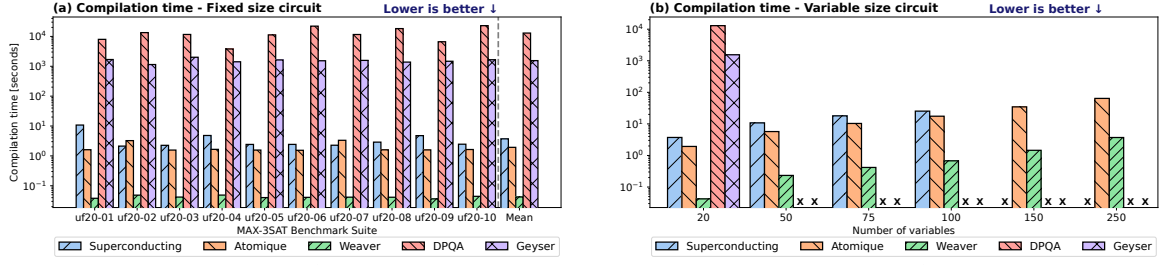 (a) Compilation time - Fixed size circuit
Lower is better ↓
Compilation time [seconds]
10⁴
10³
10²
10¹
10⁰
10⁻¹
uf20-01 uf20-02 uf20-03 uf20-04 uf20-05 uf20-06 uf20-07 uf20-08 uf20-09 uf20-10 Mean
MAX-3SAT Benchmark Suite
Superconducting Atomique Weaver DPQA Geyser
(b) Compilation time - Variable size circuit
Lower is better ↓
10⁴
10³
10²
10¹
10⁰
10⁻¹
x x x x x x x x x x x x
20 50 75 100 150 250
Number of variables
Superconducting Atomique Weaver DPQA Geyser